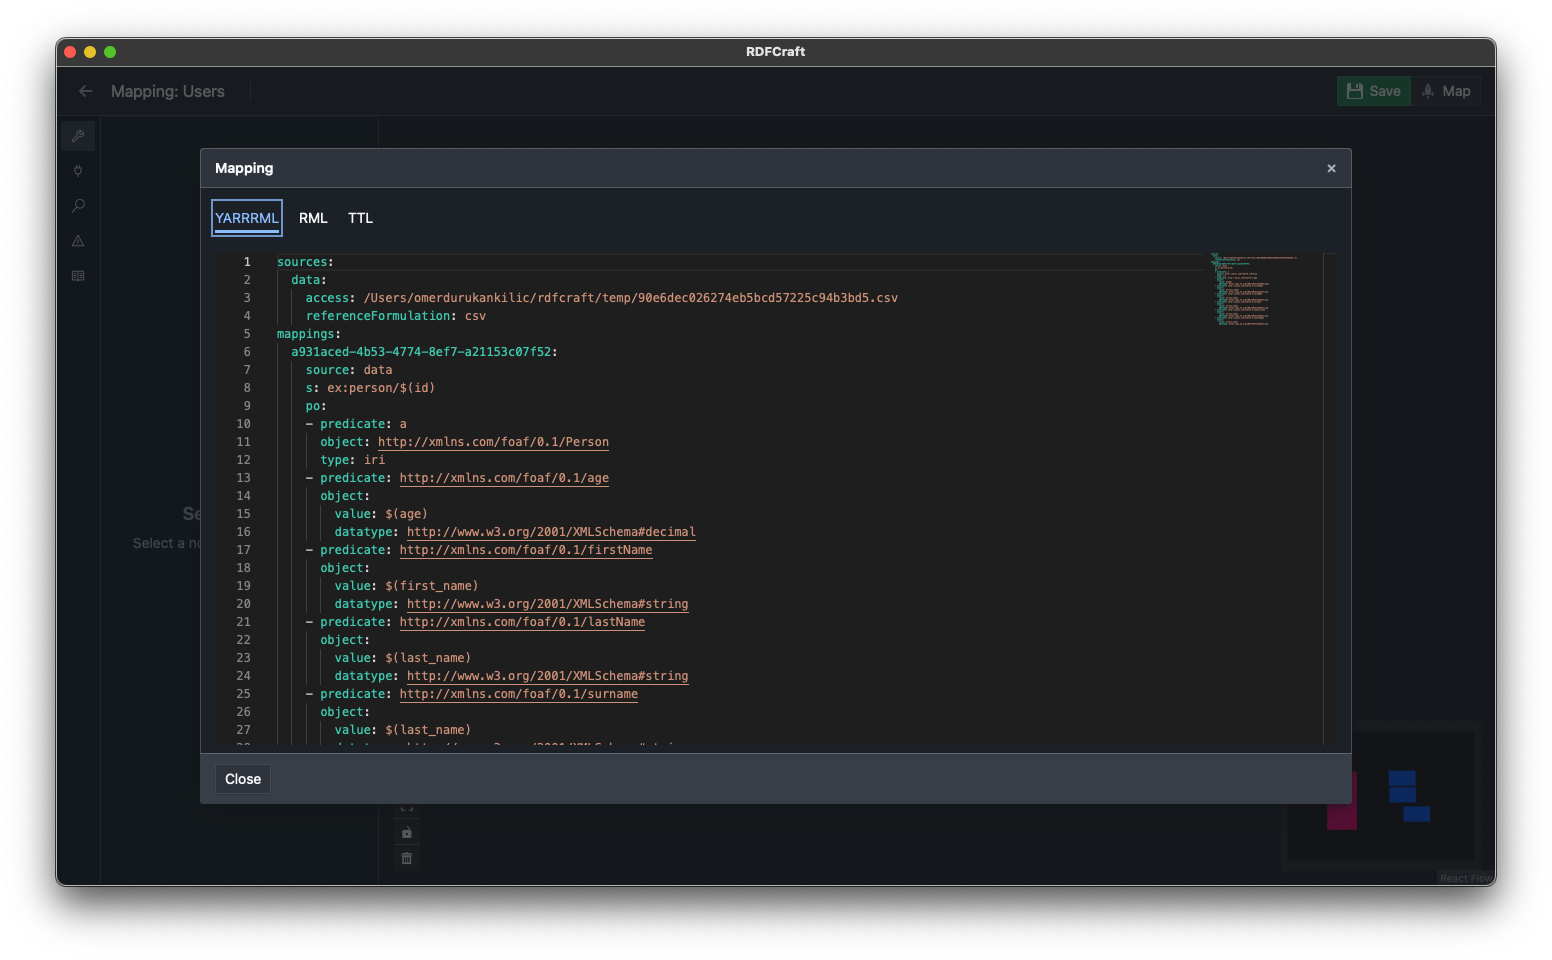 RDFCraft
Mapping: Users
Save
Map
Mapping
×
YARRRML RML TTL
1 sources:
2 data:
3 access: /Users/omerdurukankilic/rdfcraft/temp/90e6dec026274eb5bcd57225c94b3bd5.csv
4 referenceFormulation: csv
5 mappings:
6 a931aced-4b53-4774-8ef7-a21153c07f52:
7 source: data
8 s: ex:person/$(id)
9 po:
10 - predicate: a
11 object: http://xmlns.com/foaf/0.1/Person
12 type: iri
13 - predicate: http://xmlns.com/foaf/0.1/age
14 object:
15 value: $(age)
16 datatype: http://www.w3.org/2001/XMLSchema#decimal
17 - predicate: http://xmlns.com/foaf/0.1/firstName
18 object:
19 value: $(first_name)
20 datatype: http://www.w3.org/2001/XMLSchema#string
21 - predicate: http://xmlns.com/foaf/0.1/lastName
22 object:
23 value: $(last_name)
24 datatype: http://www.w3.org/2001/XMLSchema#string
25 - predicate: http://xmlns.com/foaf/0.1/surname
26 object:
27 value: $(last_name)
Se
Select a no
Close
React Flow